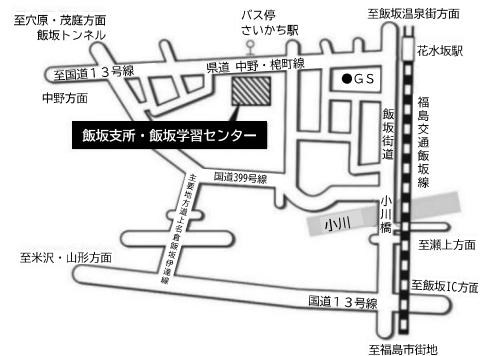 至穴原・茂庭方面
飯坂トンネル
バス停
さいかち駅
至飯坂温泉街方面
花水坂駅
至国道13号線
県道 中野・桜町線
●GS
中野方面
飯坂支所・飯坂学習センター
飯坂街道
福島交通飯坂線
国道399号線
主要地方道上名倉飯坂伊達線
小川
小川橋
至瀬上方面
至米沢・山形方面
至飯坂IC方面
国道13号線
至福島市街地